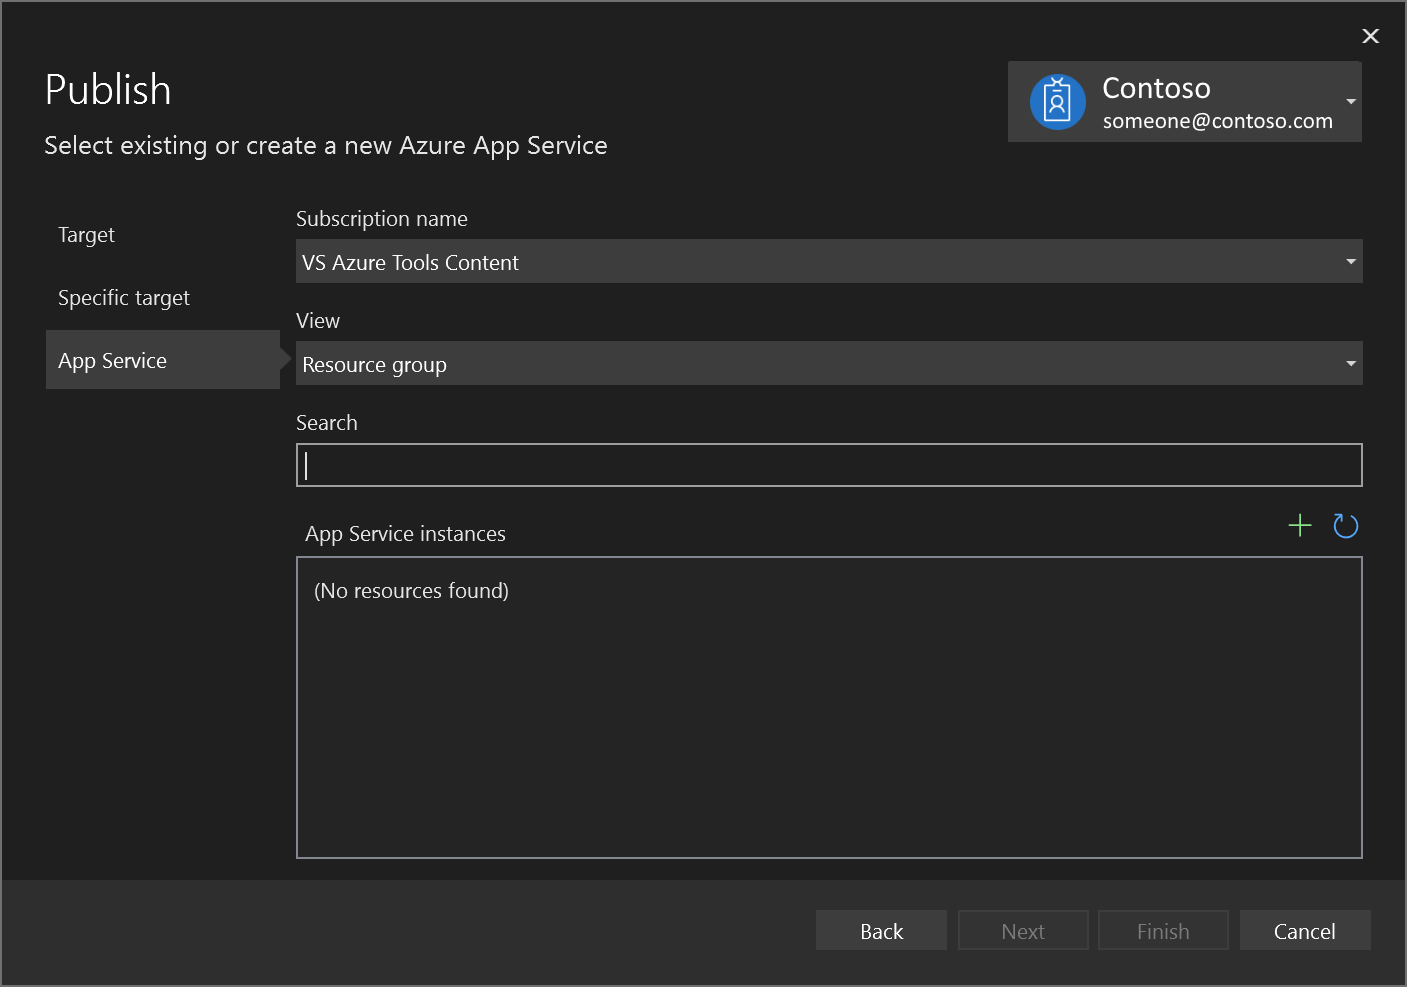 Publish
Select existing or create a new Azure App Service
Contoso
someone@contoso.com
Target
Specific target
App Service
Subscription name
VS Azure Tools Content
View
Resource group
Search
App Service instances
(No resources found)
Back
Next
Finish
Cancel